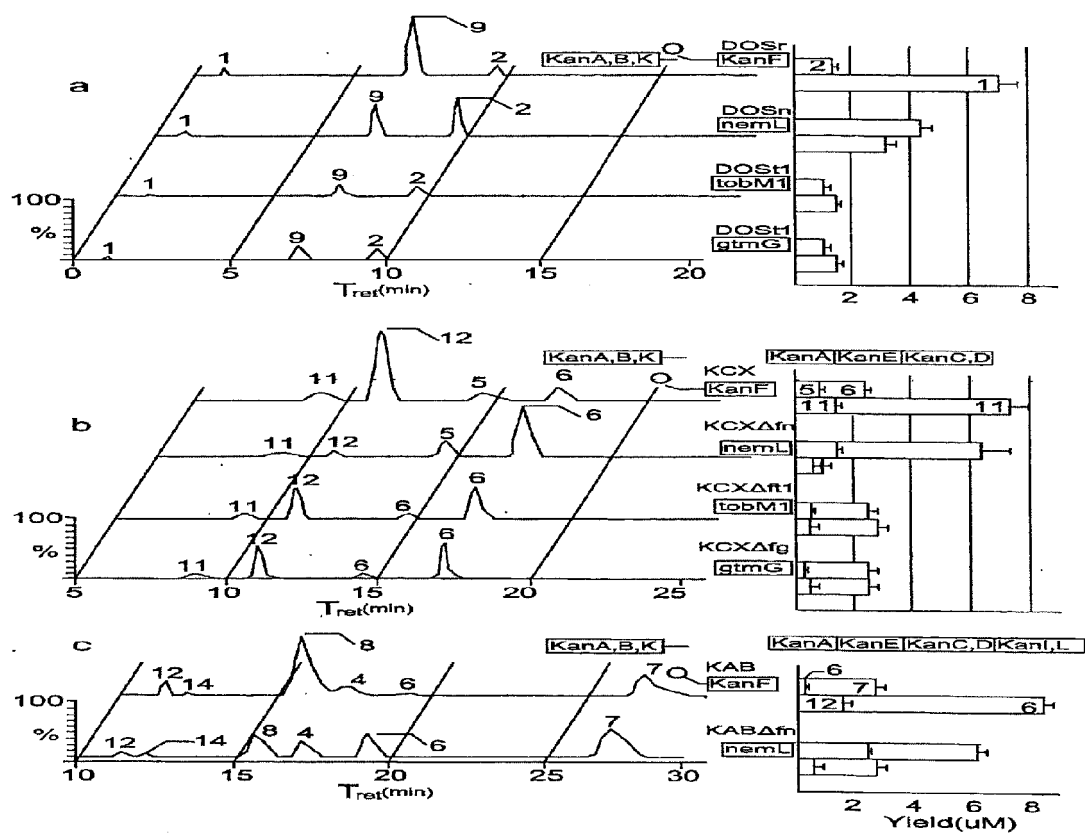 9
DOSr
1 2 KanA,B,K KanF 2
a 1
DOSn
1 9 2 nemL
DOSt1
1 9 2 tobM1
100
% DOSt1
1 9 2 gtmG
0 5 10 15 20 2 4 6 8
Tret(min)
12 KanA,B,K KanA KanE KanC,D
KCX
11 5 6 KanF 5 6
b 11 11
6 KCXΔfn
11 12 5 nemL
KCXΔft1
11 12 6 6 tobM1
100
% KCXΔfg
11 12 6 6 gtmG
5 10 15 20 25
Tret(min)
c 8 KanA,B,K KanA KanE KanC,D KanI,L
KAB
12 14 4 6 7 KanF 6 7
100 12 6
% KABΔfn
12 14 8 4 6 7 nemL
10 15 20 25 30 2 4 6 8
Tret(min) Yield(uM)